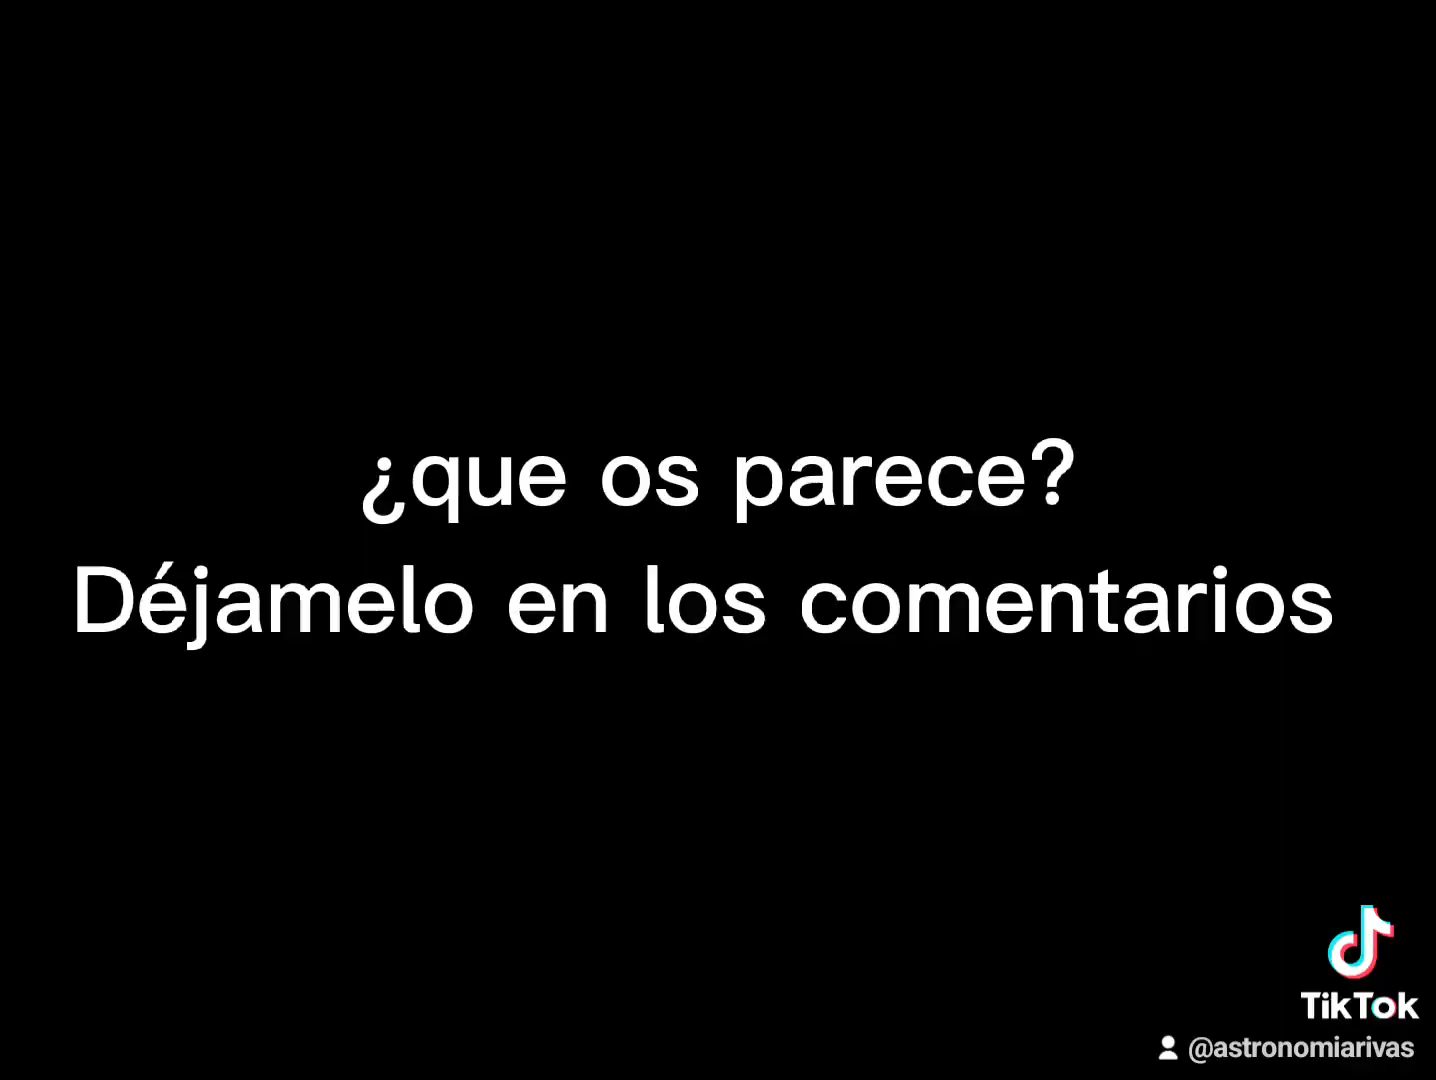 ¿que os parece?
Déjamelo en los comentarios
TikTok
@astronomiarivas